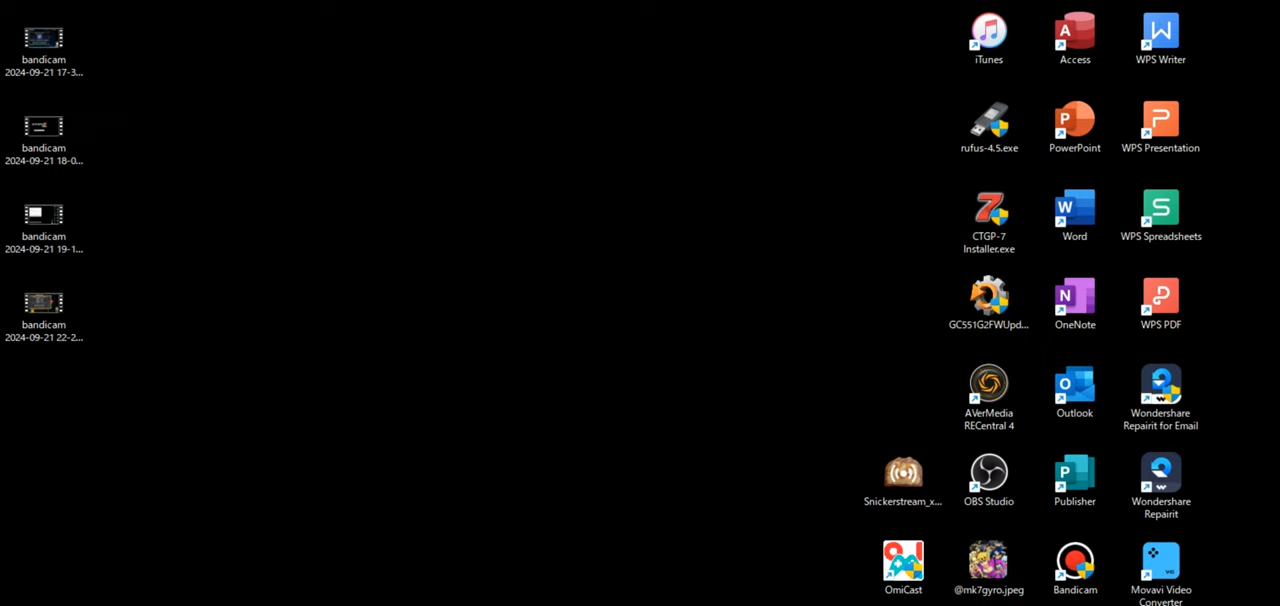 bandicam
2024-09-21 17-3...
bandicam
2024-09-21 18-0...
bandicam
2024-09-21 19-1...
bandicam
2024-09-21 22-2...
iTunes
Access
WPS Writer
rufus-4.5.exe
PowerPoint
WPS Presentation
CTGP-7
Installer.exe
Word
WPS Spreadsheets
GC551G2FWUpd...
OneNote
WPS PDF
AVerMedia
RECentral 4
Outlook
Wondershare
Repairit for Email
Snickerstream_x...
OBS Studio
Publisher
Wondershare
Repairit
OmiCast
@mk7gyro.jpeg
Bandicam
Movavi Video
Converter